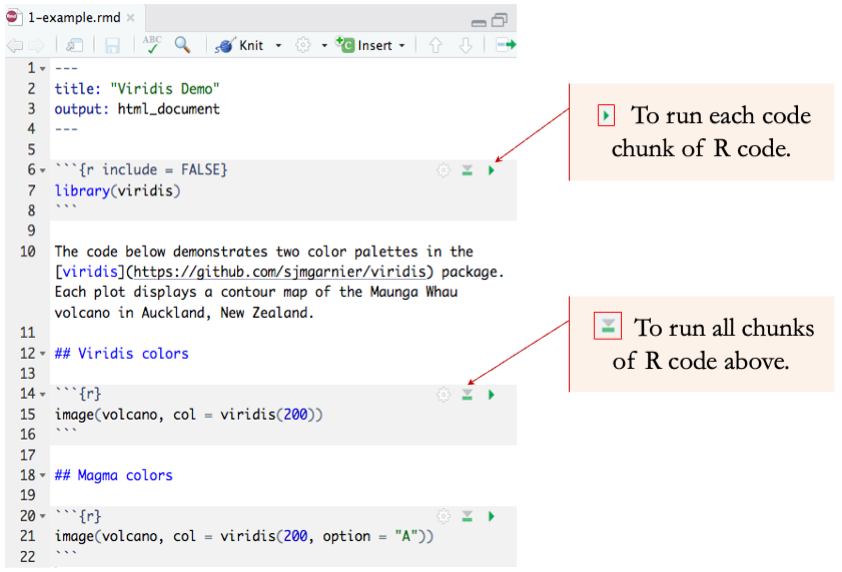 1-example.rmd
ABC Knit Insert
1 ---
2 title: "Viridis Demo"
3 output: html_document
4 ---
5
6 ```{r include = FALSE}
7 library(viridis)
8 ```
9
10 The code below demonstrates two color palettes in the
[viridis](https://github.com/sjmgarnier/viridis) package.
Each plot displays a contour map of the Maunga Whau
volcano in Auckland, New Zealand.
11
12 ## Viridis colors
13
14 ```{r}
15 image(volcano, col = viridis(200))
16 ```
17
18 ## Magma colors
19
20 ```{r}
21 image(volcano, col = viridis(200, option = "A"))
22 ```
To run each code
chunk of R code.
To run all chunks
of R code above.